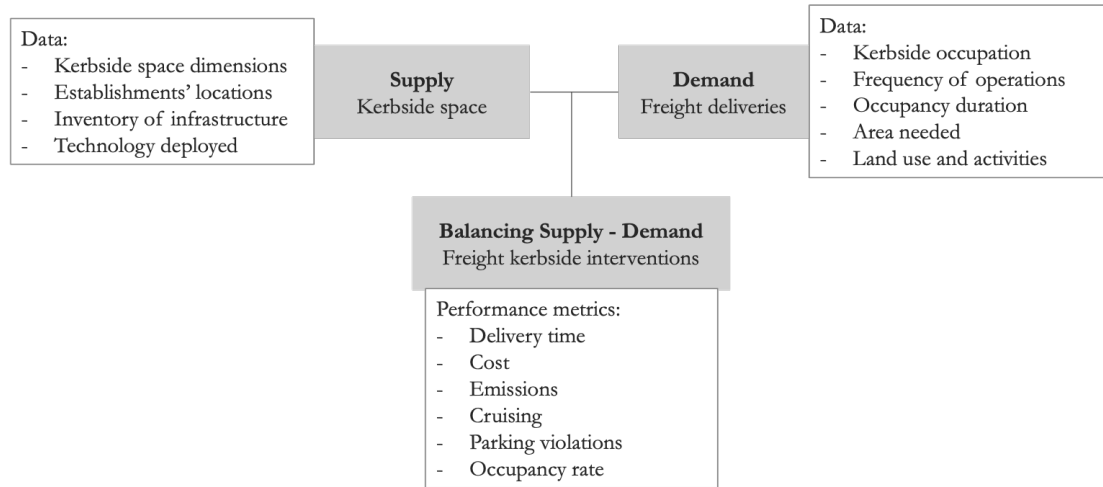 Data:
- Kerbside space dimensions
- Establishments’ locations
- Inventory of infrastructure
- Technology deployed
Supply
Kerbside space
Demand
Freight deliveries
Data:
- Kerbside occupation
- Frequency of operations
- Occupancy duration
- Area needed
- Land use and activities
Balancing Supply - Demand
Freight kerbside interventions
Performance metrics:
- Delivery time
- Cost
- Emissions
- Cruising
- Parking violations
- Occupancy rate